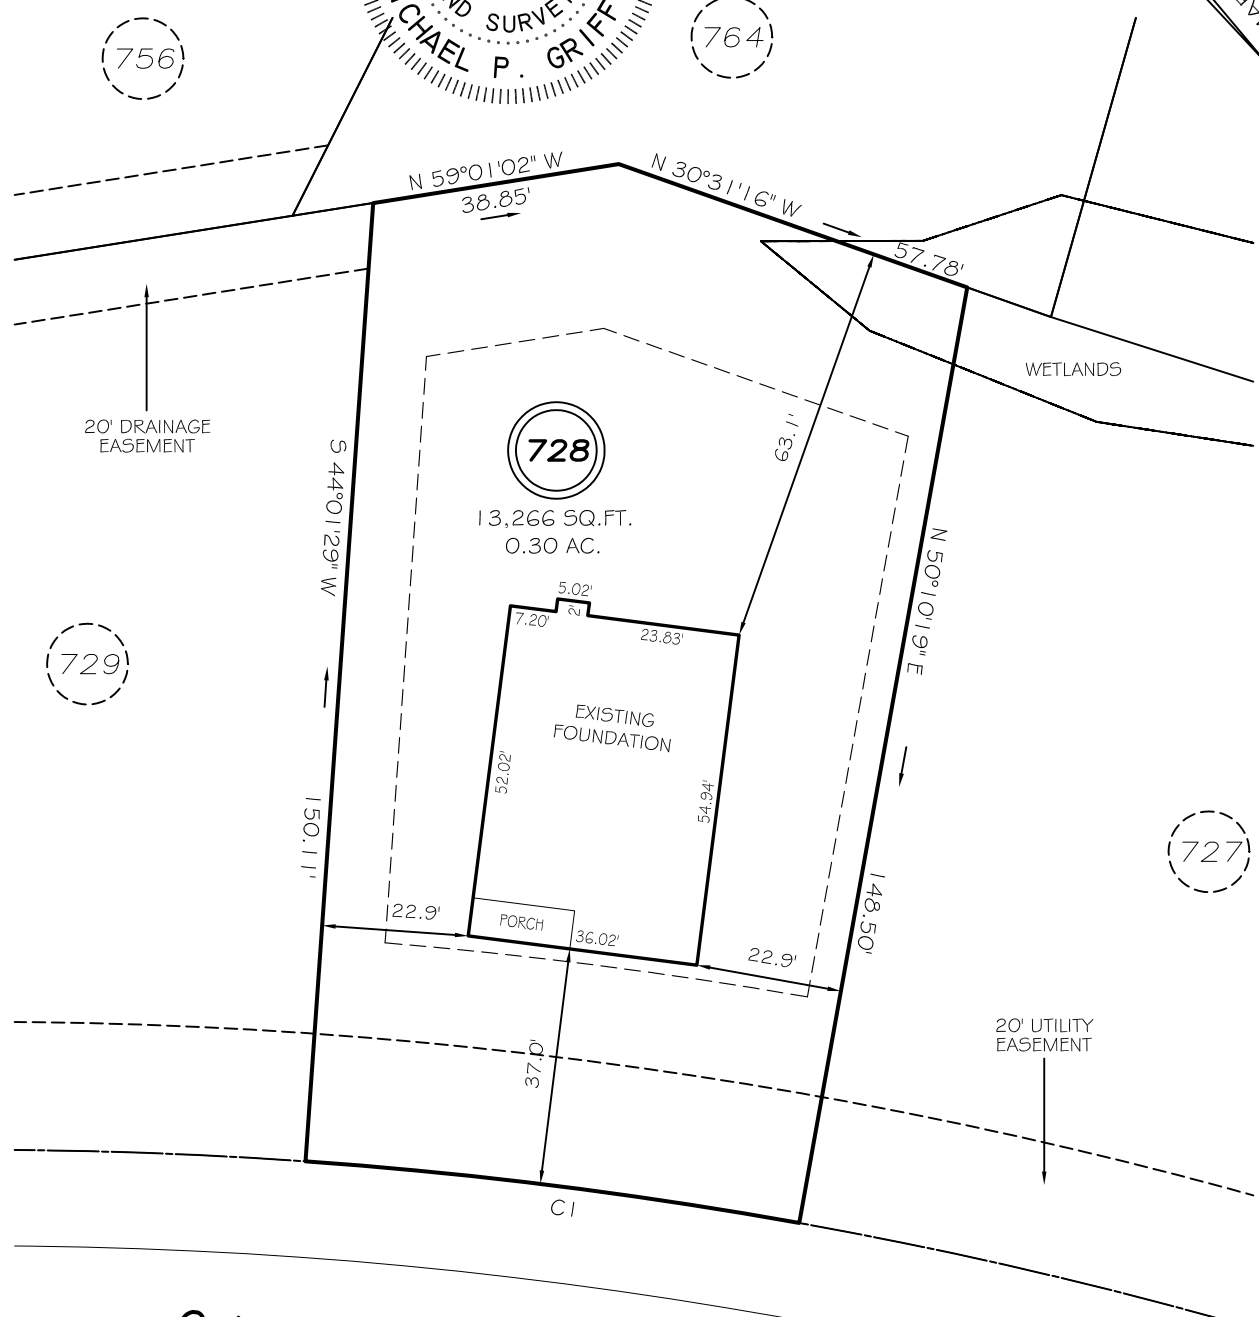 756
ND SURVE
CHAEL P. GRIFF
764
N 59°01'02" W
38.85'
N 30°31'16" W
57.78'
WETLANDS
20' DRAINAGE
EASEMENT
S 44°01'29" W
150.11'
728
13,266 SQ.FT.
0.30 AC.
63.1'
N 50°10'19" E
148.50'
5.02'
7.20'
2'
23.83'
729
EXISTING
FOUNDATION
52.02'
54.94'
727
22.9'
PORCH
36.02'
22.9'
37.0'
20' UTILITY
EASEMENT
C1